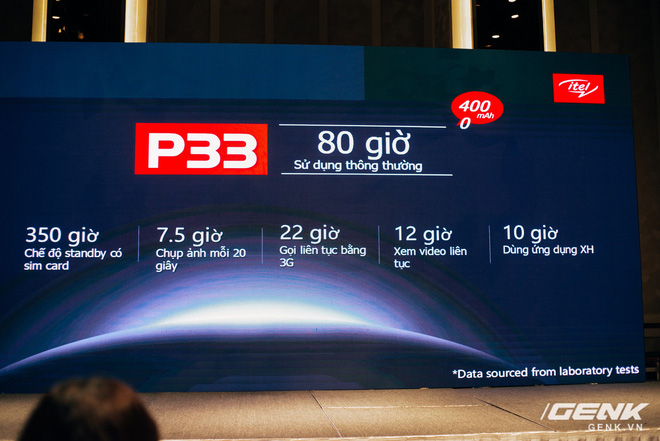 itel
400
0
mAh
P33
80 giờ
Sử dụng thông thường
350 giờ
Chế độ standby có
sim card
7.5 giờ
Chụp ảnh mỗi 20
giây
22 giờ
Gọi liên tục bằng
3G
12 giờ
Xem video liên
tục
10 giờ
Dùng ứng dụng XH
*Data sourced from laboratory tests
GENK
GENK.VN